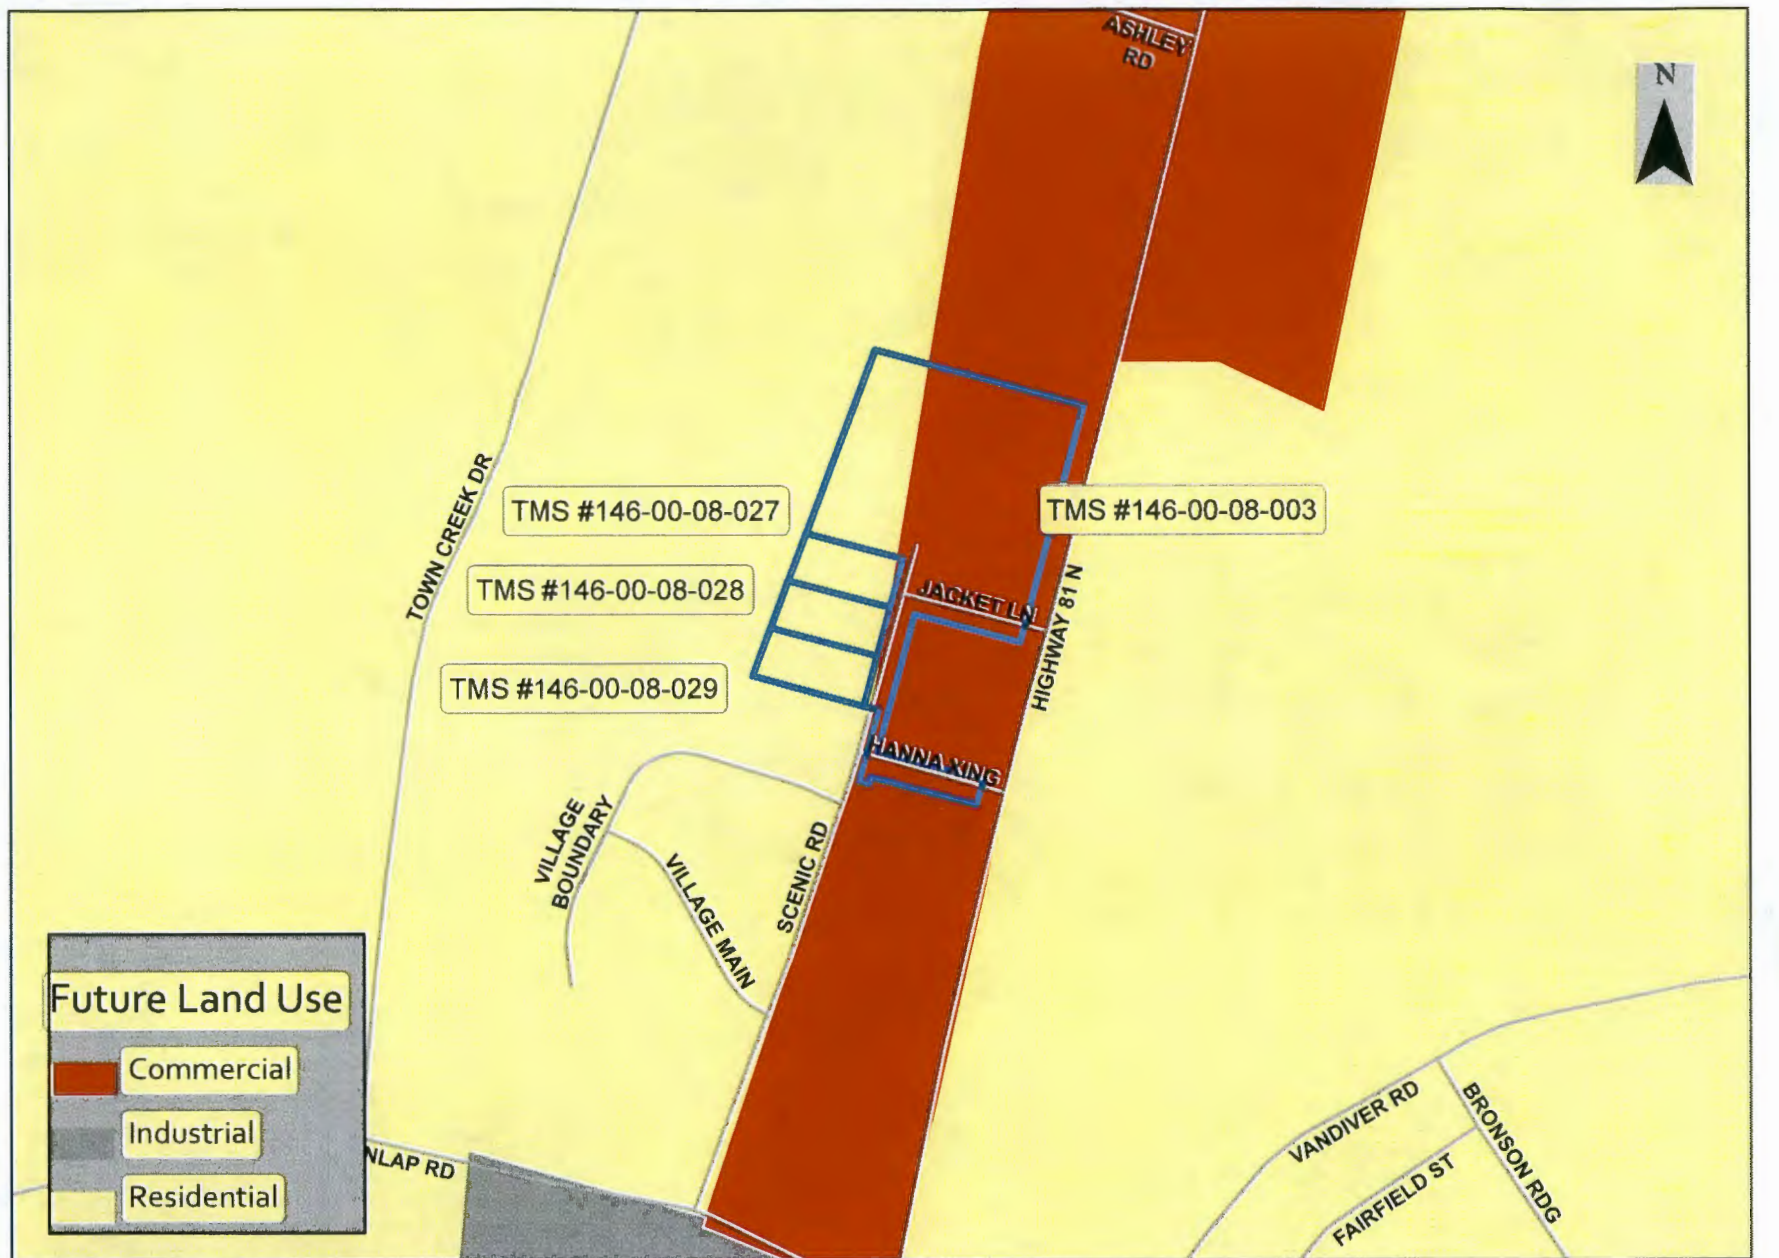 ASHLEY
RD
N
TOWN CREEK DR
TMS #146-00-08-027
TMS #146-00-08-003
TMS #146-00-08-028
JACKET LN
HIGHWAY 81 N
TMS #146-00-08-029
HANNA XING
VILLAGE
BOUNDARY
VILLAGE MAIN
SCENIC RD
Future Land Use
Commercial
Industrial
Residential
NLAP RD
VANDIVER RD
BRONSON RDG
FAIRFIELD ST